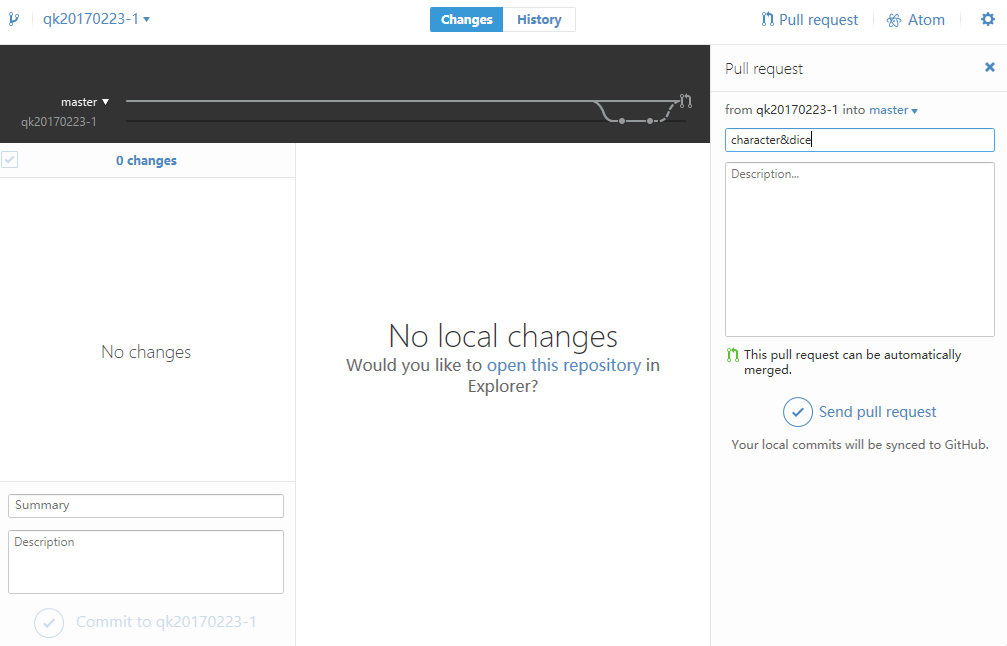 qk20170223-1
Changes
History
Pull request
Atom
master
qk20170223-1
0 changes
No changes
Summary
Description
Commit to qk20170223-1
No local changes
Would you like to open this repository in
Explorer?
Pull request
from qk20170223-1 into master
character&dice
Description...
This pull request can be automatically
merged.
Send pull request
Your local commits will be synced to GitHub.